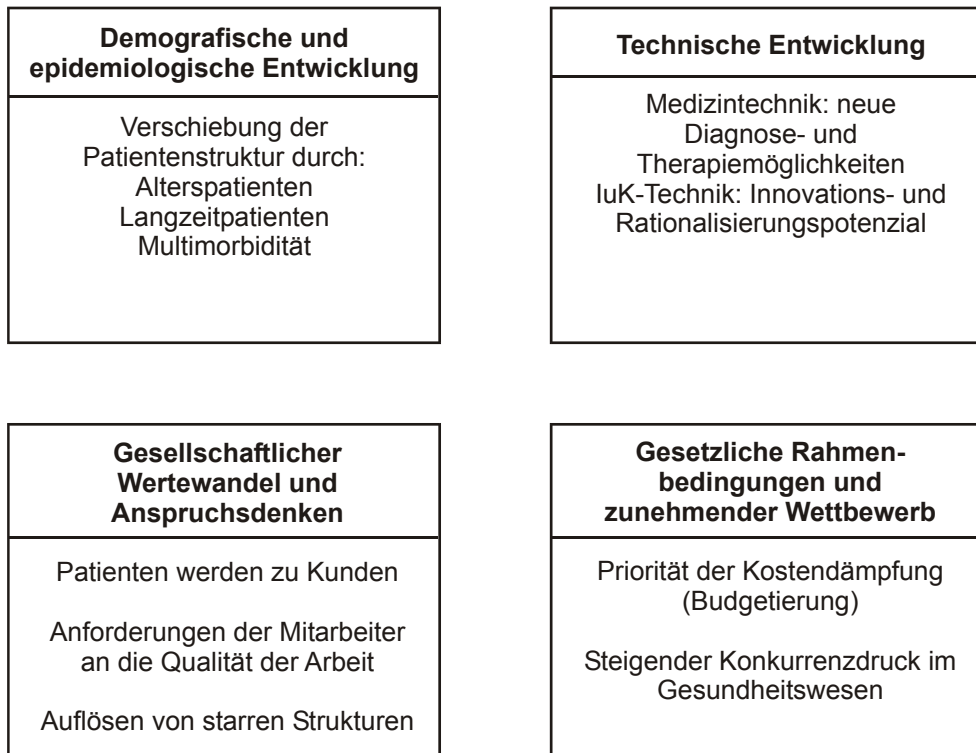 Demografische und
epidemiologische Entwicklung
Verschiebung der
Patientenstruktur durch:
Alterspatienten
Langzeitpatienten
Multimorbidität
Technische Entwicklung
Medizintechnik: neue
Diagnose- und
Therapiemöglichkeiten
IuK-Technik: Innovations- und
Rationalisierungspotenzial
Gesellschaftlicher
Wertewandel und
Anspruchsdenken
Patienten werden zu Kunden
Anforderungen der Mitarbeiter
an die Qualität der Arbeit
Auflösen von starren Strukturen
Gesetzliche Rahmen-
bedingungen und
zunehmender Wettbewerb
Priorität der Kostendämpfung
(Budgetierung)
Steigender Konkurrenzdruck im
Gesundheitswesen